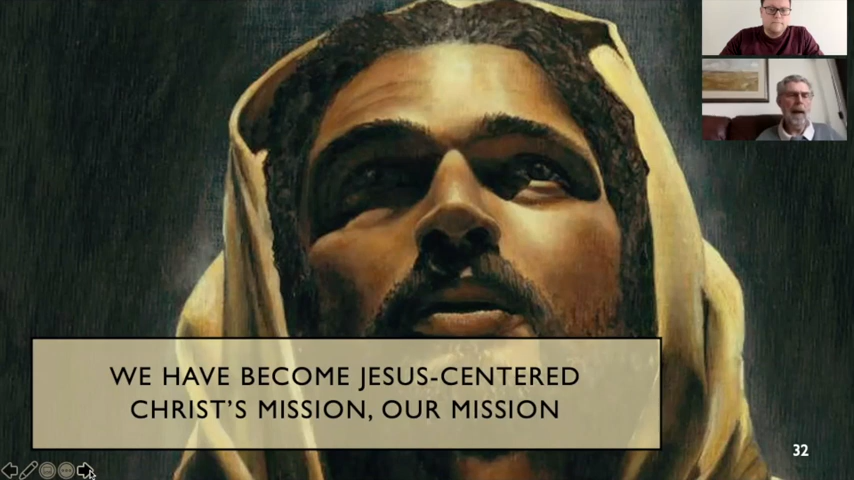 WE HAVE BECOME JESUS-CENTERED
CHRIST'S MISSION, OUR MISSION
32